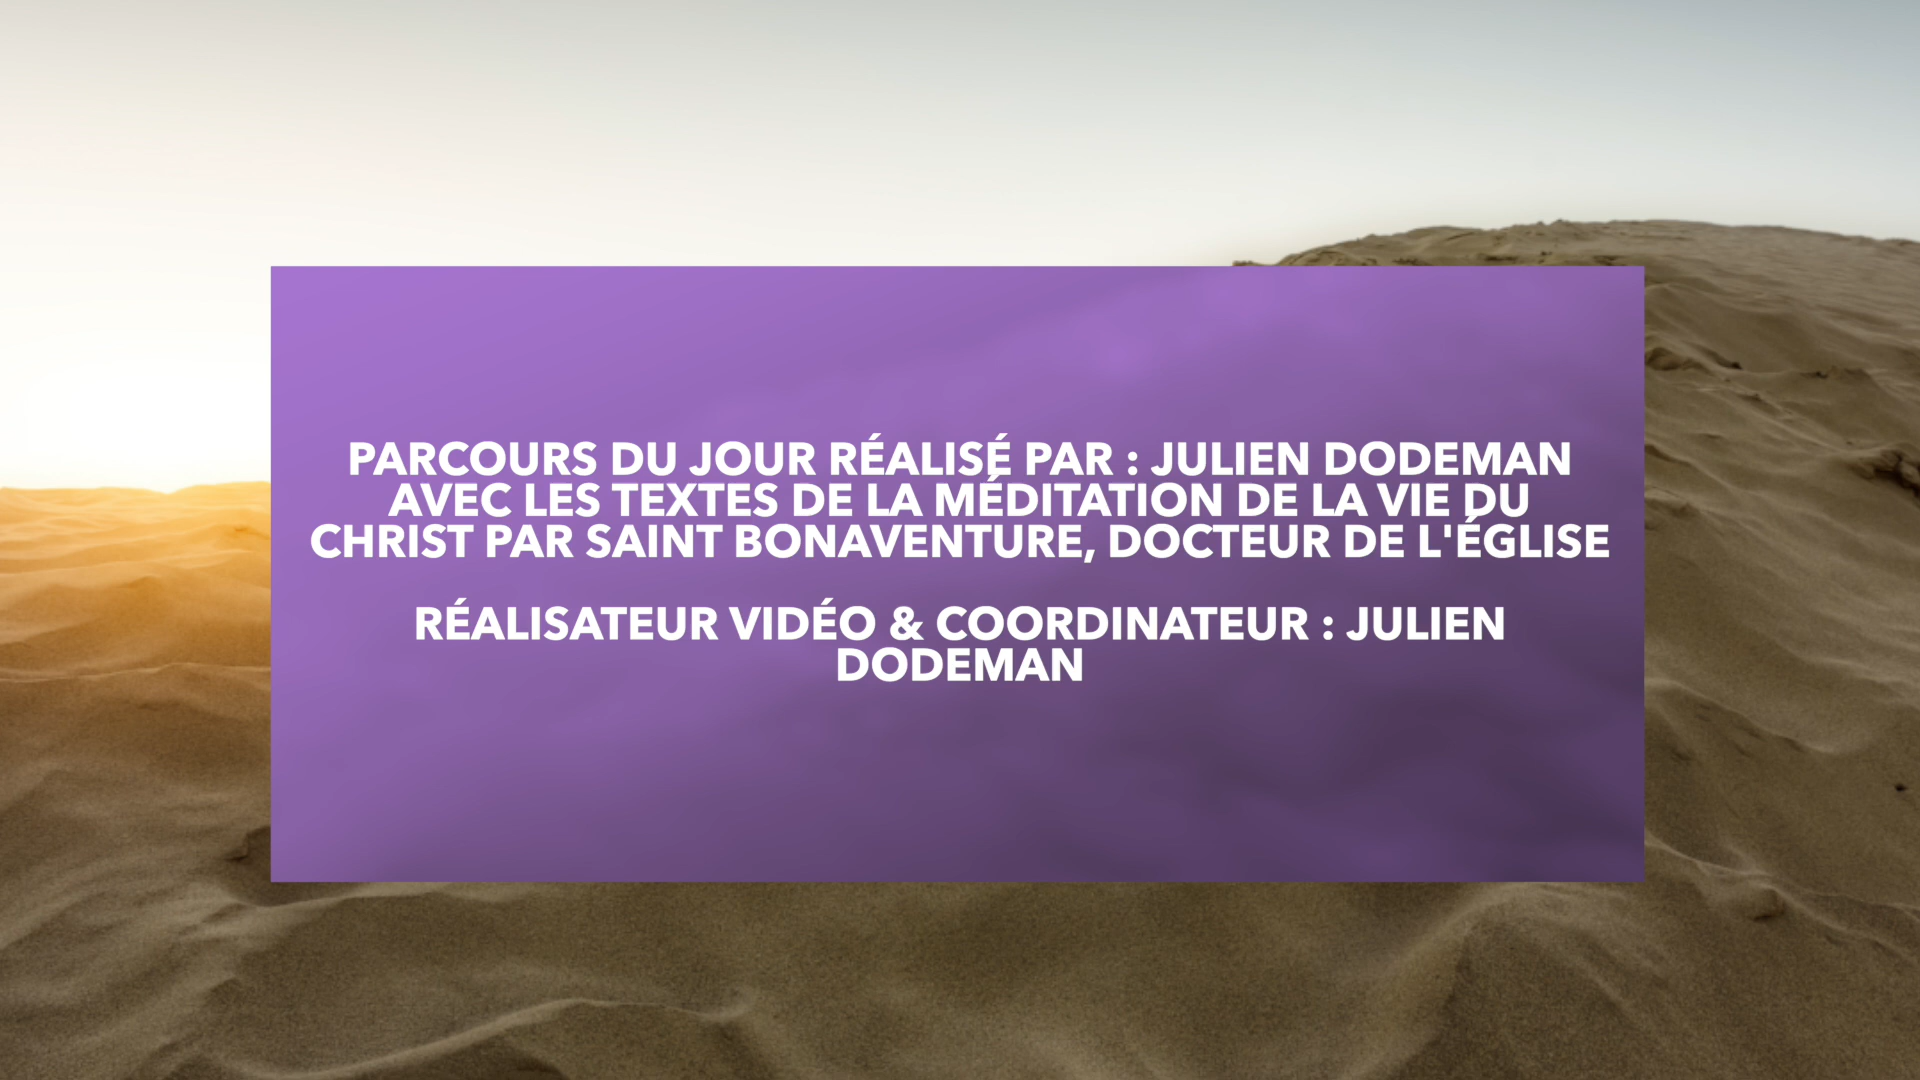 PARCOURS DU JOUR RÉALISÉ PAR : JULIEN DODEMAN
AVEC LES TEXTES DE LA MÉDITATION DE LA VIE DU
CHRIST PAR SAINT BONAVENTURE, DOCTEUR DE L'ÉGLISE
RÉALISATEUR VIDÉO & COORDINATEUR : JULIEN
DODEMAN